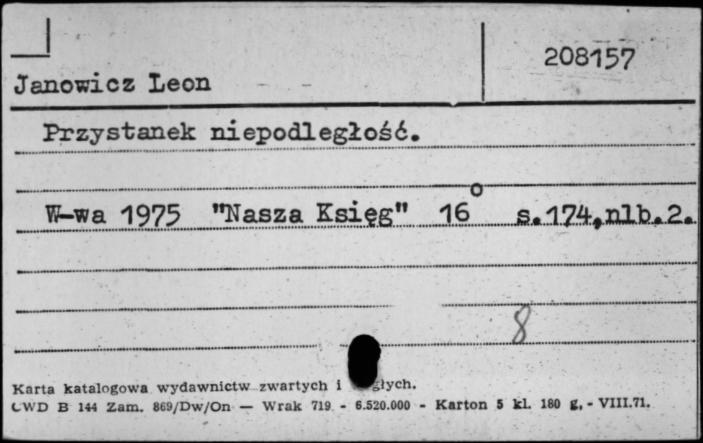 208157
Janowicz Leon
Przystanek niepodległość.
W-wa 1975 "Nasza Księg" 16° s.174,nlb.2.
8
Karta katalogowa wydawnictw zwartych i
CWD B 144 Zam. 869/Dw/On — Wrak 719 - 6.520.000 - Karton 5 kl. 180 g, - VIII.71.